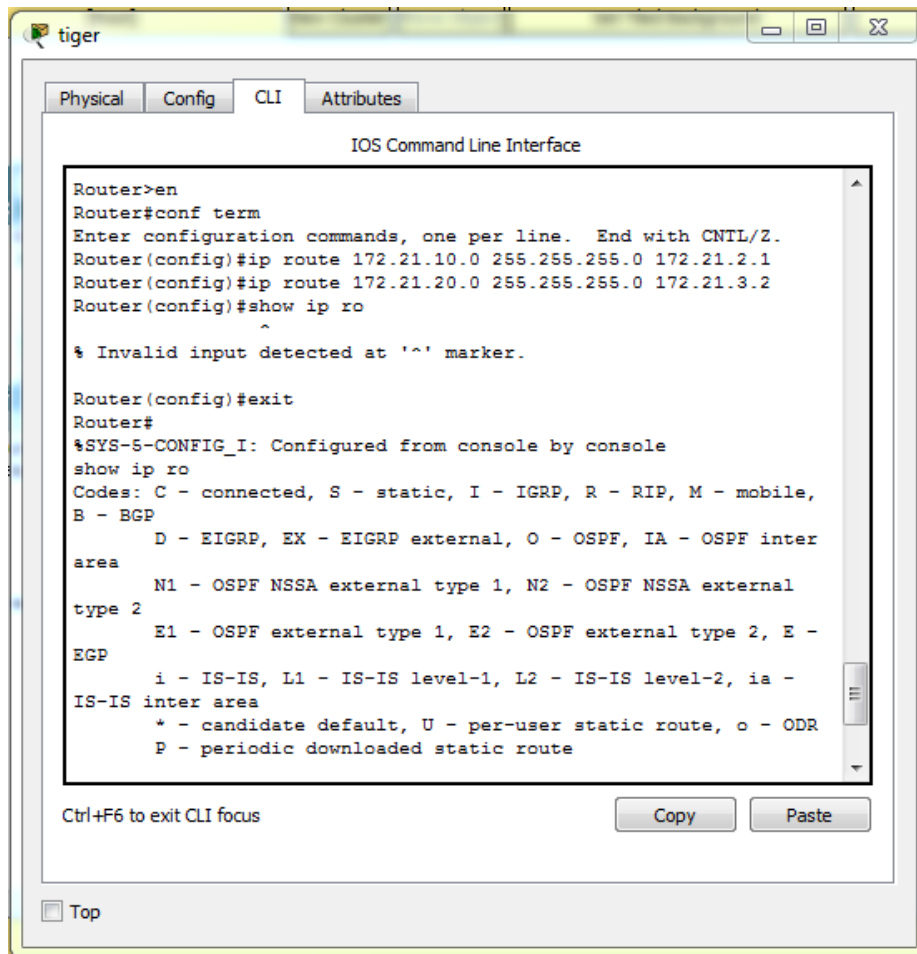 tiger
Physical Config CLI Attributes
IOS Command Line Interface
Router>en
Router#conf term
Enter configuration commands, one per line.  End with CNTL/Z.
Router(config)#ip route 172.21.10.0 255.255.255.0 172.21.2.1
Router(config)#ip route 172.21.20.0 255.255.255.0 172.21.3.2
Router(config)#show ip ro
^
% Invalid input detected at '^' marker.
Router(config)#exit
Router#
%SYS-5-CONFIG_I: Configured from console by console
show ip ro
Codes: C - connected, S - static, I - IGRP, R - RIP, M - mobile,
B - BGP
D - EIGRP, EX - EIGRP external, O - OSPF, IA - OSPF inter
area
N1 - OSPF NSSA external type 1, N2 - OSPF NSSA external
type 2
E1 - OSPF external type 1, E2 - OSPF external type 2, E -
EGP
i - IS-IS, L1 - IS-IS level-1, L2 - IS-IS level-2, ia -
IS-IS inter area
* - candidate default, U - per-user static route, o - ODR
P - periodic downloaded static route
Ctrl+F6 to exit CLI focus
Copy Paste
Top